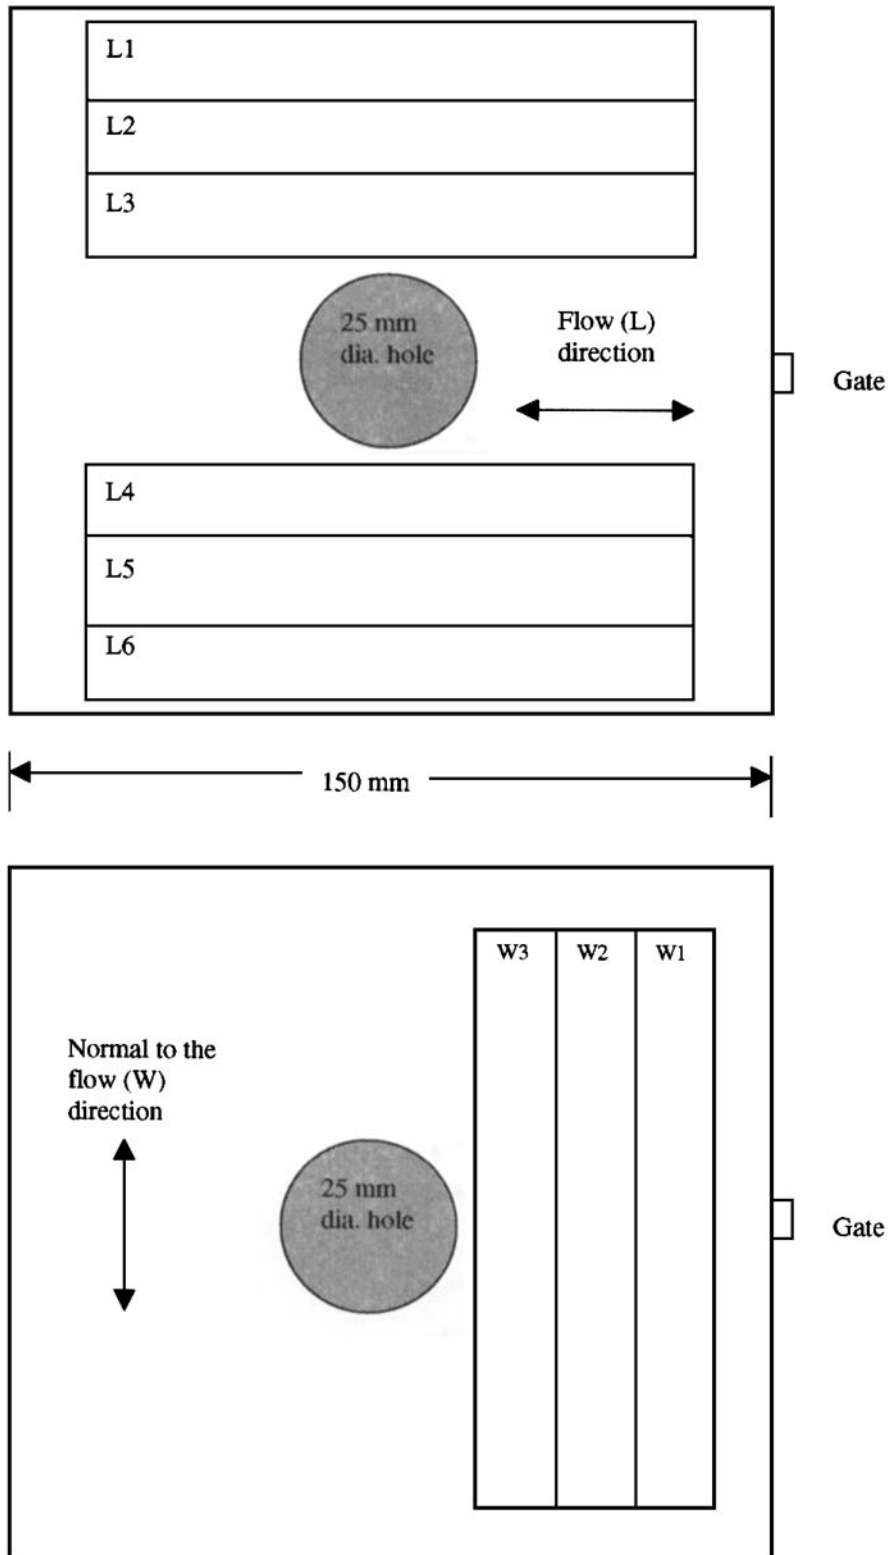 L1
L2
L3
25 mm
dia. hole
Flow (L)
direction
Gate
L4
L5
L6
150 mm
W3 W2 W1
Normal to the
flow (W)
direction
25 mm
dia. hole
Gate